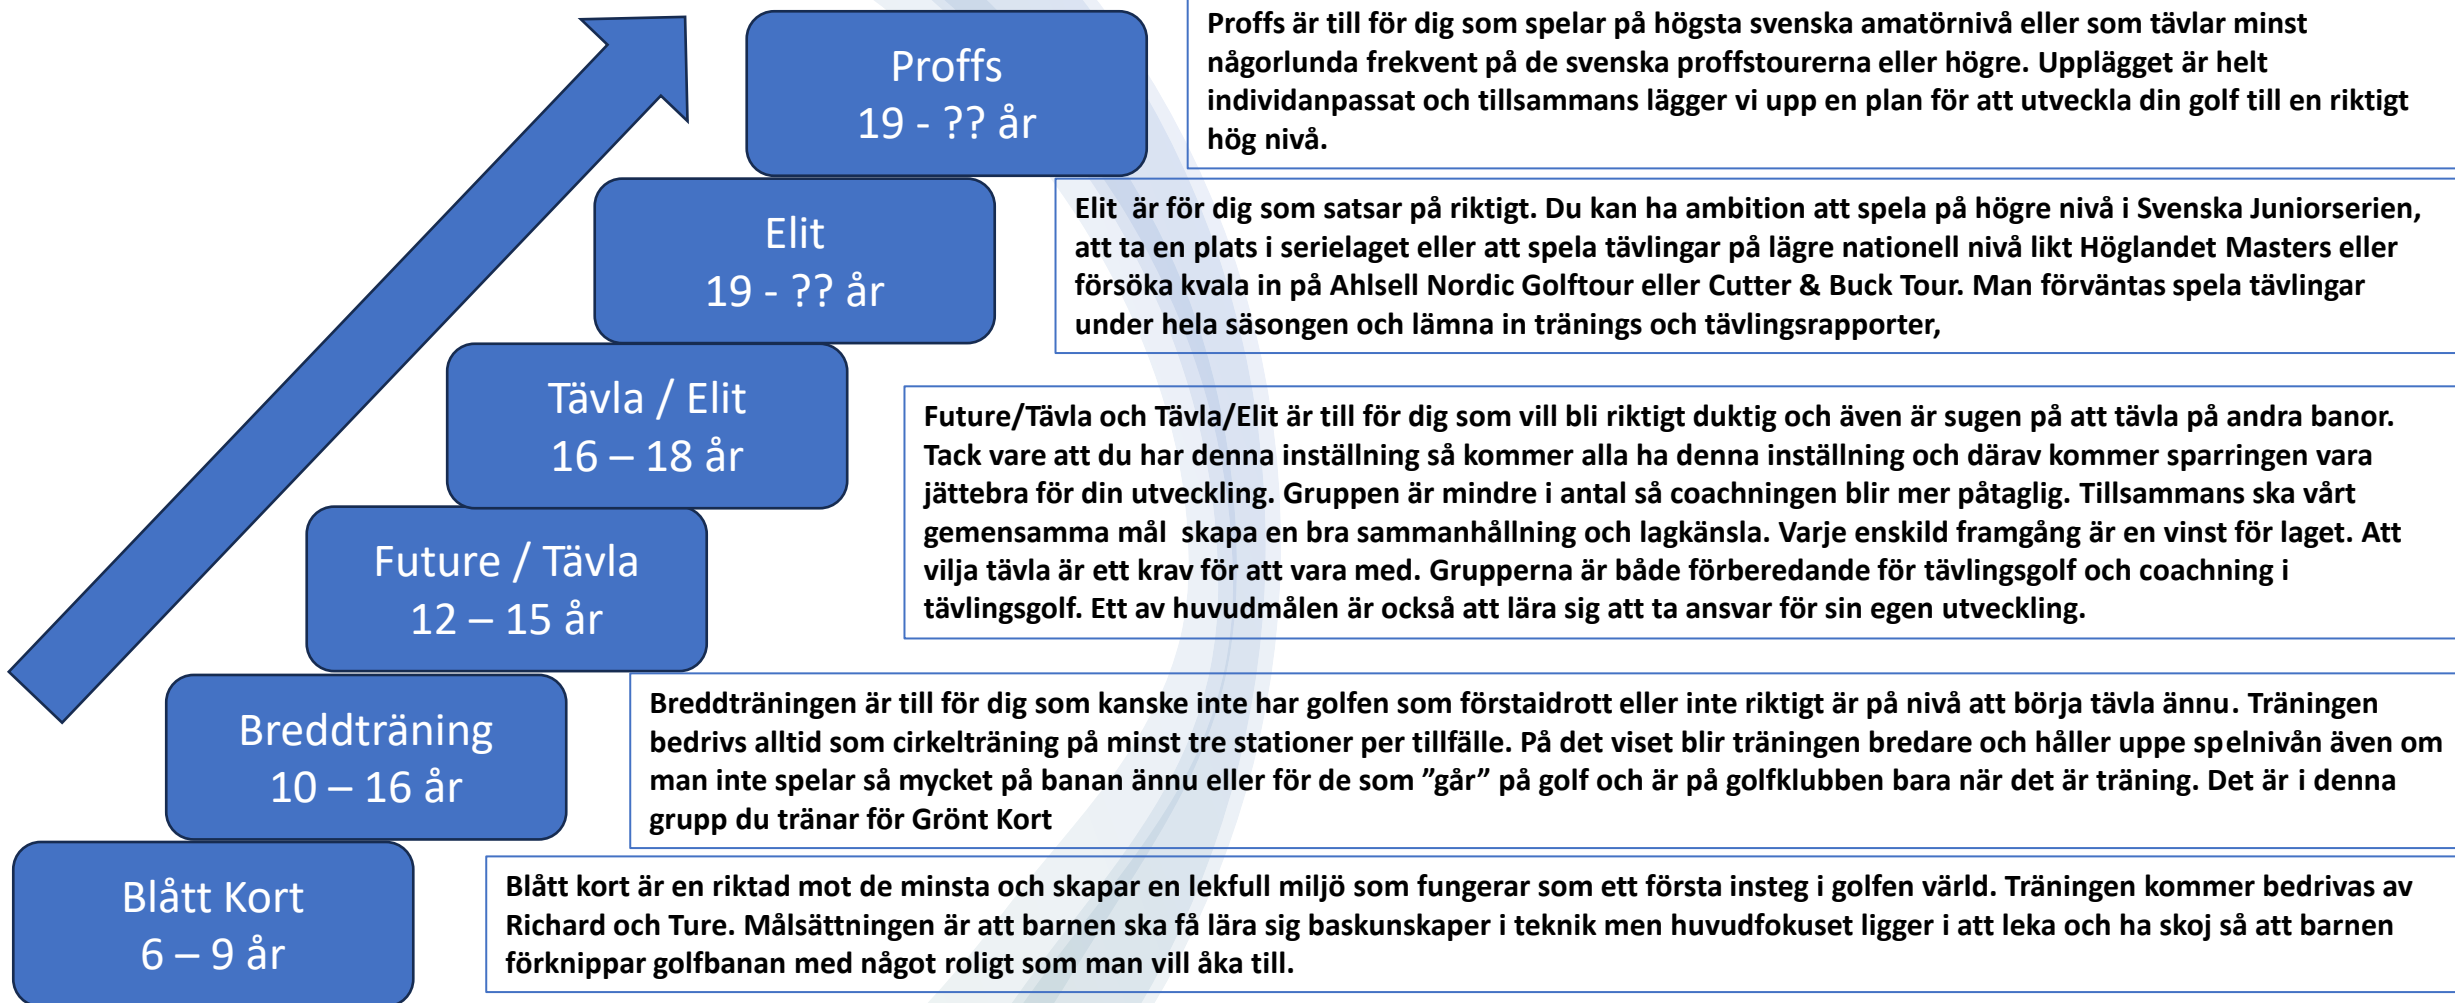 Proffs
19 - ?? år
Proffs är till för dig som spelar på högsta svenska amatörnivå eller som tävlar minst
någorlunda frekvent på de svenska proffstourerna eller högre. Upplägget är helt
individanpassat och tillsammans lägger vi upp en plan för att utveckla din golf till en riktigt
hög nivå.
Elit
19 - ?? år
Elit  är för dig som satsar på riktigt. Du kan ha ambition att spela på högre nivå i Svenska Juniorserien,
att ta en plats i serielaget eller att spela tävlingar på lägre nationell nivå likt Höglandet Masters eller
försöka kvala in på Ahlsell Nordic Golftour eller Cutter & Buck Tour. Man förväntas spela tävlingar
under hela säsongen och lämna in tränings och tävlingsrapporter,
Tävla / Elit
16 – 18 år
Future / Tävla
12 – 15 år
Future/Tävla och Tävla/Elit är till för dig som vill bli riktigt duktig och även är sugen på att tävla på andra banor.
Tack vare att du har denna inställning så kommer alla ha denna inställning och därav kommer sparringen vara
jättebra för din utveckling. Gruppen är mindre i antal så coachningen blir mer påtaglig. Tillsammans ska vårt
gemensamma mål  skapa en bra sammanhållning och lagkänsla. Varje enskild framgång är en vinst för laget. Att
vilja tävla är ett krav för att vara med. Grupperna är både förberedande för tävlingsgolf och coachning i
tävlingsgolf. Ett av huvudmålen är också att lära sig att ta ansvar för sin egen utveckling.
Breddträning
10 – 16 år
Breddträningen är till för dig som kanske inte har golfen som förstaidrott eller inte riktigt är på nivå att börja tävla ännu. Träningen
bedrivs alltid som cirkelträning på minst tre stationer per tillfälle. På det viset blir träningen bredare och håller uppe spelnivån även om
man inte spelar så mycket på banan ännu eller för de som ”går” på golf och är på golfklubben bara när det är träning. Det är i denna
grupp du tränar för Grönt Kort
Blått Kort
6 – 9 år
Blått kort är en riktad mot de minsta och skapar en lekfull miljö som fungerar som ett första insteg i golfen värld. Träningen kommer bedrivas av
Richard och Ture. Målsättningen är att barnen ska få lära sig baskunskaper i teknik men huvudfokuset ligger i att leka och ha skoj så att barnen
förknippar golfbanan med något roligt som man vill åka till.